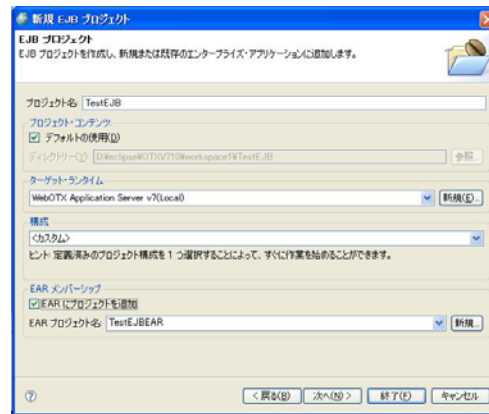 新規 EJB プロジェクト
EJB プロジェクト
EJB プロジェクトを作成し、新規または既存のエンタープライズ・アプリケーションに追加します。
プロジェクト名: TestEJB
プロジェクト・コンテンツ:
デフォルトの使用(D)
ディレクトリー(Y): D:¥eclipse¥OTXV710¥workspace1¥TestEJB 参照...
ターゲット・ランタイム
WebOTX Application Server v7(Local) 新規(E)...
構成
<カスタム>
ヒント: 定義済みのプロジェクト構成を 1 つ選択することによって、すぐに作業を始めることができます。
EAR メンバーシップ
EAR にプロジェクトを追加
EAR プロジェクト名: TestEJBEAR 新規...
< 戻る(B) 次へ(N) > 終了(F) キャンセル